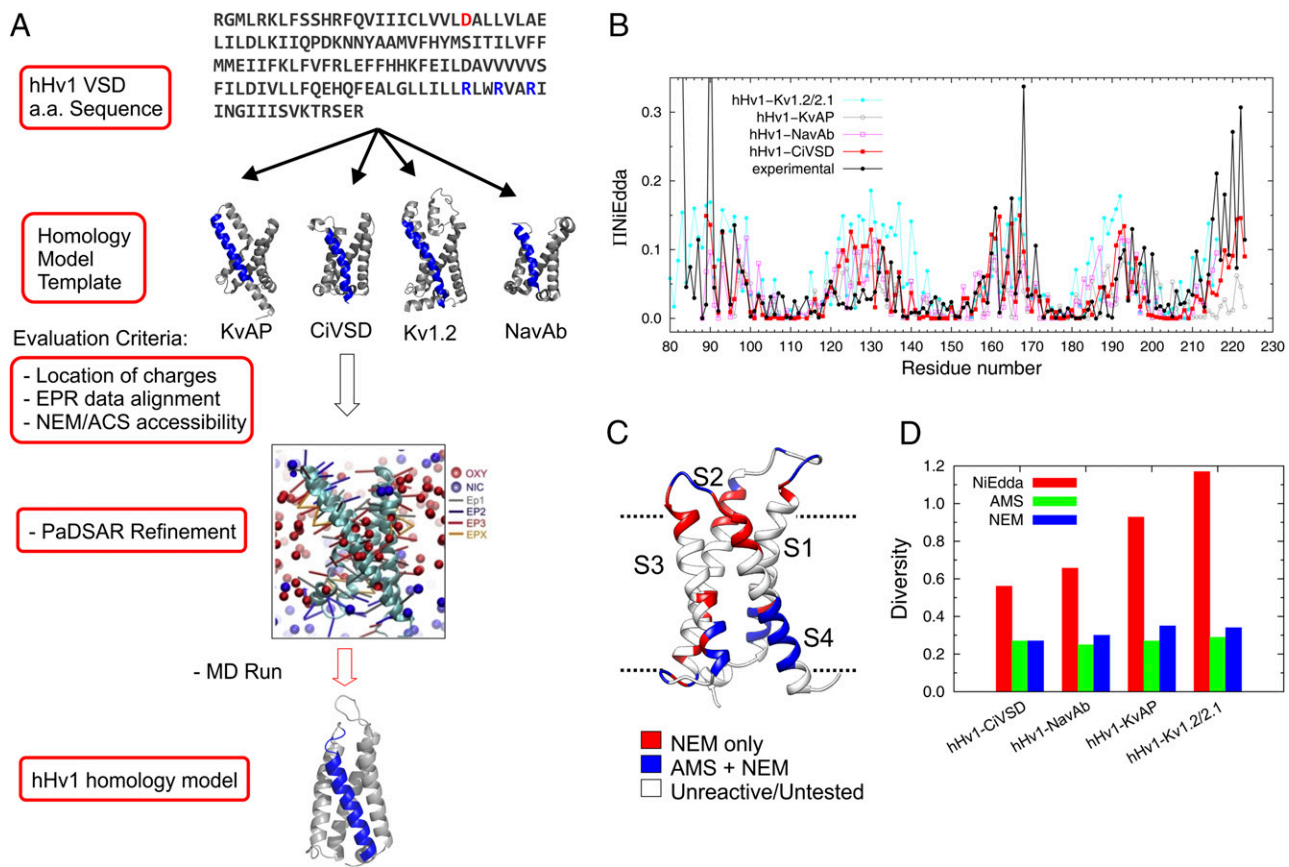 A
RGMLRKLFSSHRFQVIIICLVVLDALLVLAE
LILDLKIIQPDKNNYAAMVFHYMSITILVFF
MMEIIFKLFVFRLEFFHHKFEILDAVVVVVS
FILDIVLLFQEHQFEALGLLILLRLWRVARI
INGIIISVKTRSER
hHv1 VSD
a.a. Sequence
Homology
Model
Template
KvAP
CiVSD
Kv1.2
NavAb
Evaluation Criteria:
- Location of charges
- EPR data alignment
- NEM/ACS accessibility
OXY
NIC
Ep1
EP2
EP3
EPX
- PaDSAR Refinement
- MD Run
hHv1 homology model
B
ΠNiEdda
0.3
0.2
0.1
0.0
hHv1-Kv1.2/2.1
hHv1-KvAP
hHv1-NavAb
hHv1-CiVSD
experimental
80 90 100 110 120 130 140 150 160 170 180 190 200 210 220 230
Residue number
C
S2
S1
S3
S4
NEM only
AMS + NEM
Unreactive/Untested
D
Diversity
1.2
1.0
0.8
0.6
0.4
0.2
0.0
NiEdda
AMS
NEM
hHv1-CiVSD
hHv1-NavAb
hHv1-KvAP
hHv1-Kv1.2/2.1